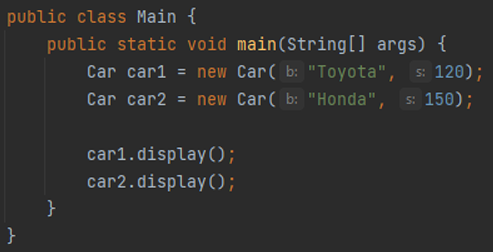 public class Main {
public static void main(String[] args) {
Car car1 = new Car( b: "Toyota", s: 120);
Car car2 = new Car( b: "Honda", s: 150);
car1.display();
car2.display();
}
}